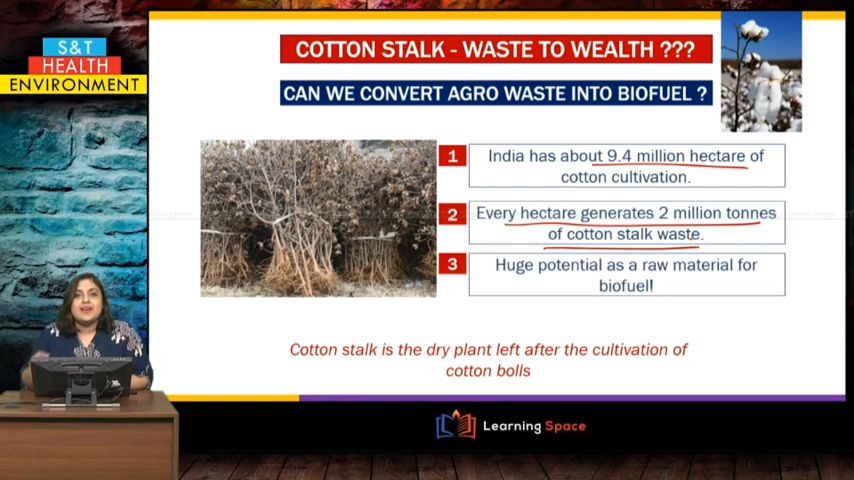 S&T
HEALTH
ENVIRONMENT
COTTON STALK - WASTE TO WEALTH ???
CAN WE CONVERT AGRO WASTE INTO BIOFUEL ?
1
India has about 9.4 million hectare of
cotton cultivation.
2
Every hectare generates 2 million tonnes
of cotton stalk waste.
3
Huge potential as a raw material for
biofuel!
Cotton stalk is the dry plant left after the cultivation of
cotton bolls
Learning Space